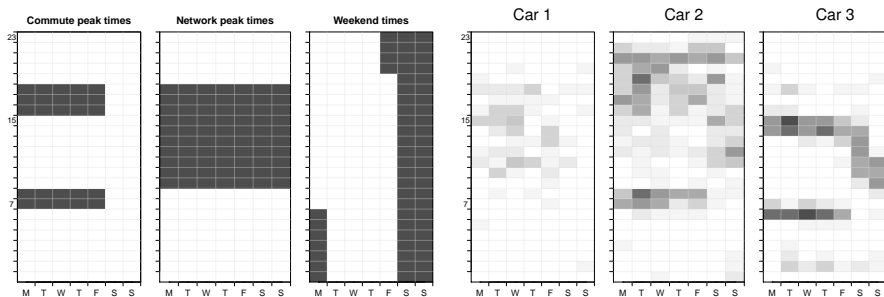 Commute peak times
Network peak times
Weekend times
Car 1
Car 2
Car 3
23
15
7
M T W T F S S
M T W T F S S
M T W T F S S
23
15
7
M T W T F S S
M T W T F S S
M T W T F S S